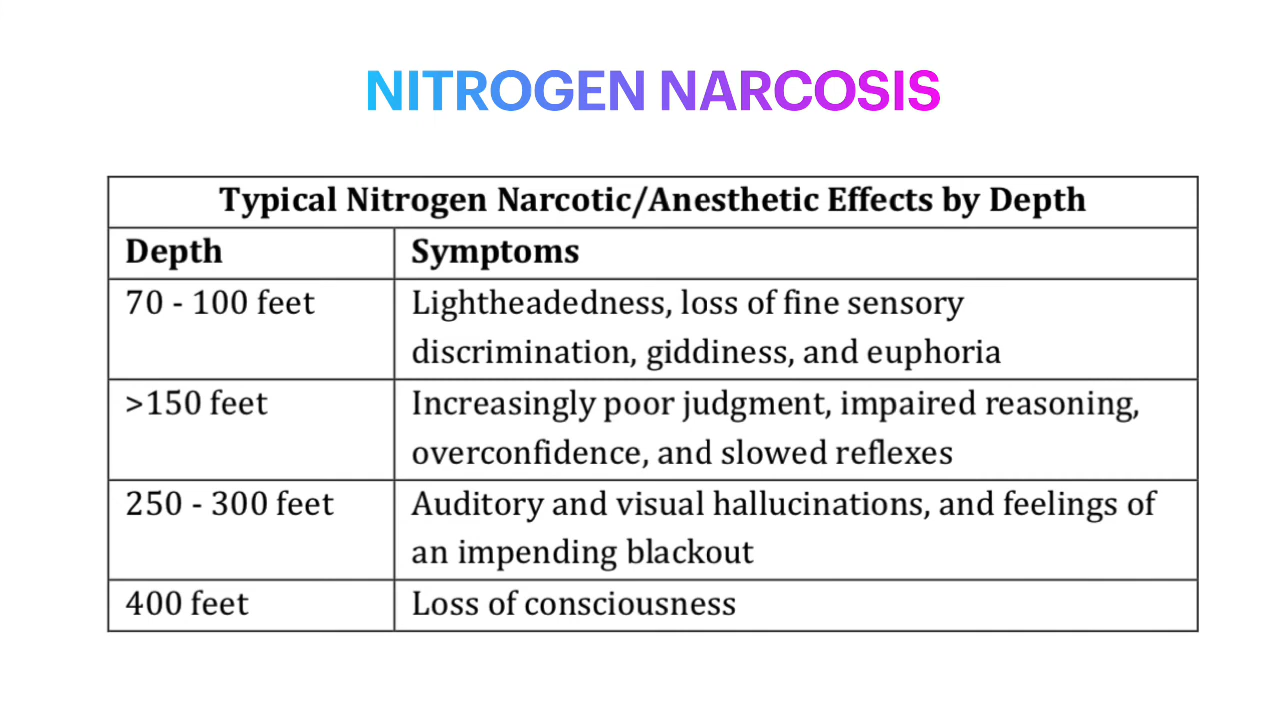 NITROGEN NARCOSIS
Typical Nitrogen Narcotic/Anesthetic Effects by Depth
Depth Symptoms
70 - 100 feet Lightheadedness, loss of fine sensory
discrimination, giddiness, and euphoria
>150 feet Increasingly poor judgment, impaired reasoning,
overconfidence, and slowed reflexes
250 - 300 feet Auditory and visual hallucinations, and feelings of
an impending blackout
400 feet Loss of consciousness